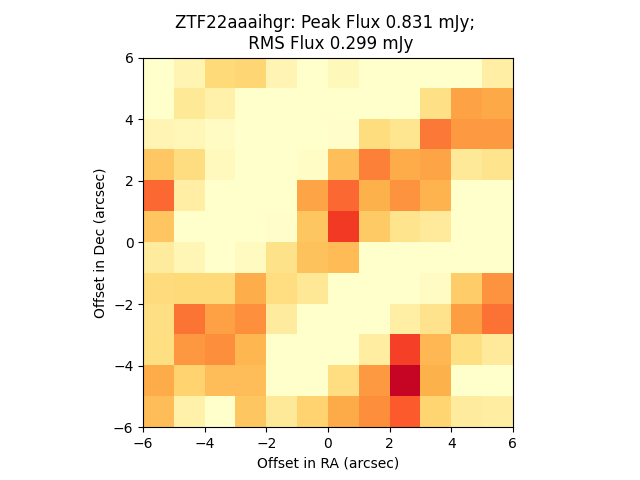 ZTF22aaaihgr: Peak Flux 0.831 mJy;
RMS Flux 0.299 mJy
6
4
2
0
−2
−4
−6
Offset in Dec (arcsec)
−6 −4 −2 0 2 4 6
Offset in RA (arcsec)